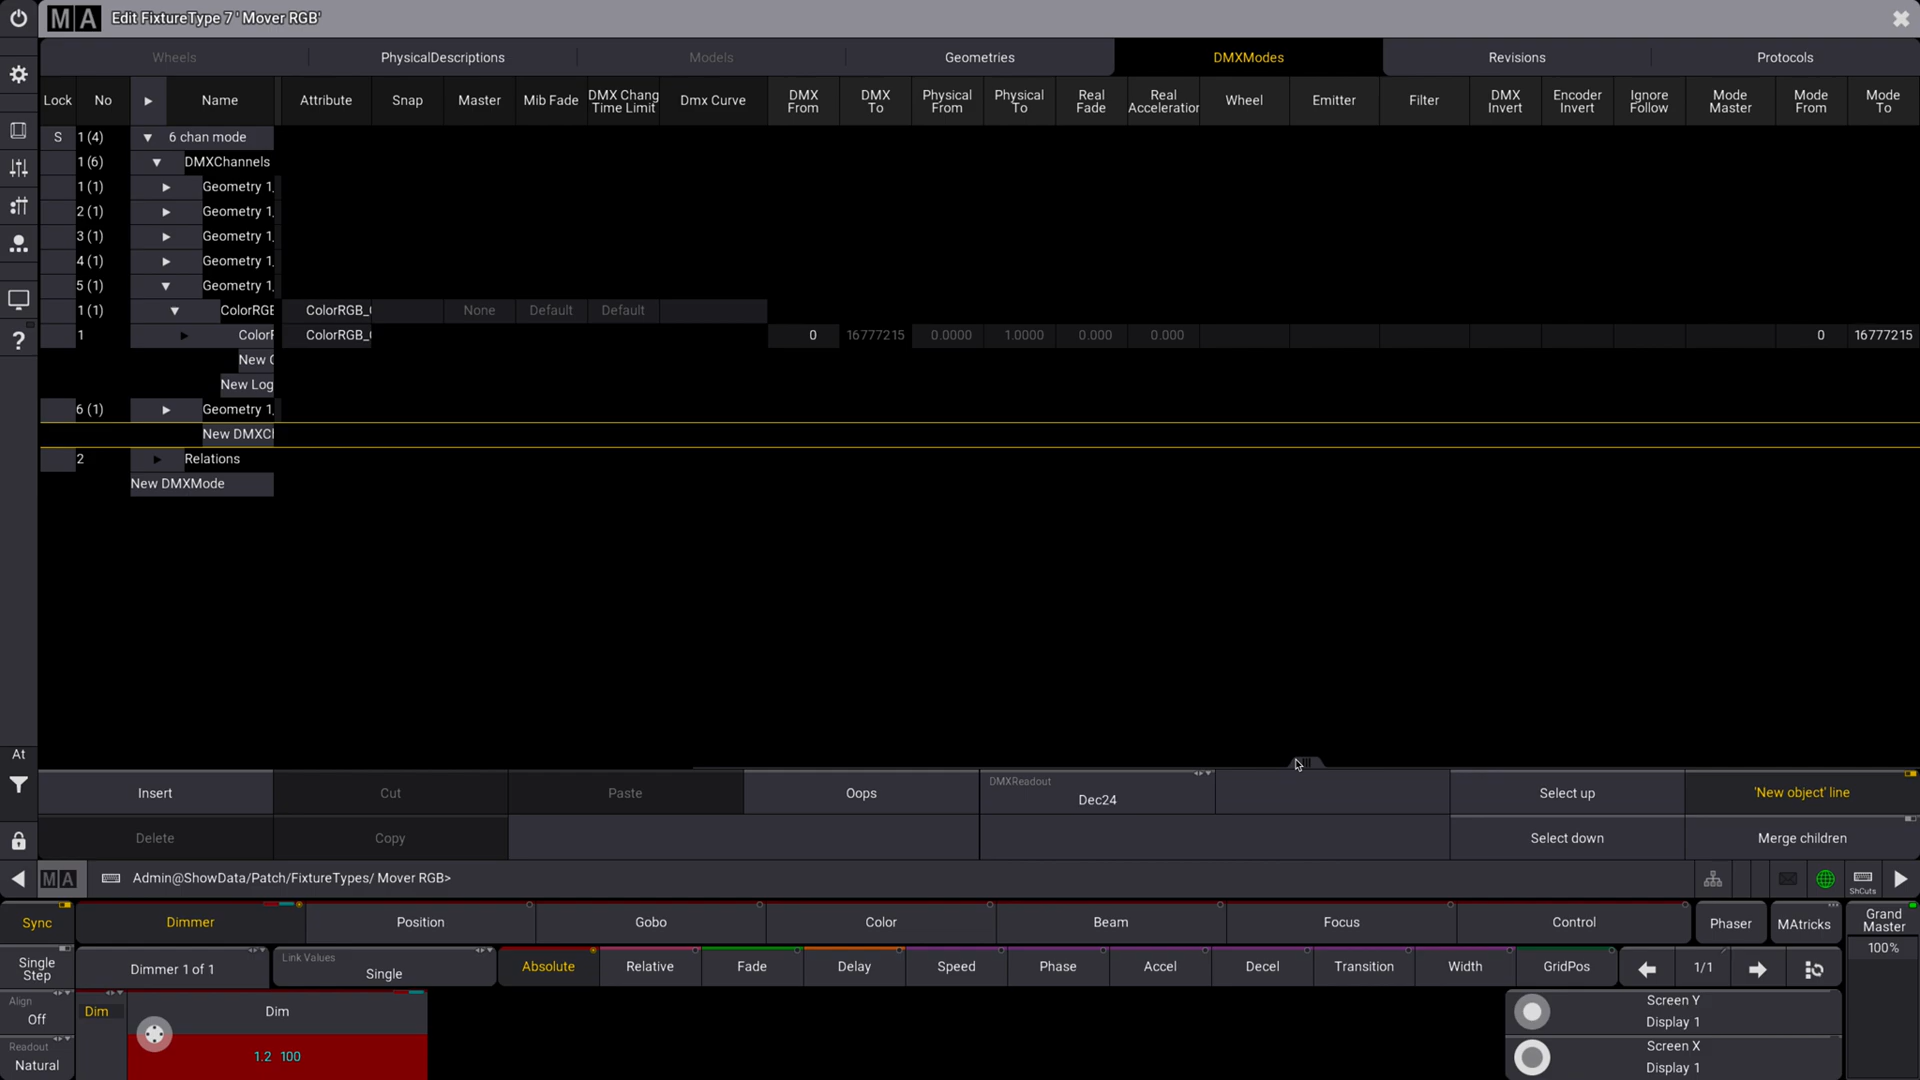 MA Edit FixtureType 7 ' Mover RGB'
Wheels PhysicalDescriptions Models Geometries DMXModes Revisions Protocols
Lock No Name Attribute Snap Master Mib Fade DMX Chang Time Limit Dmx Curve DMX From DMX To Physical From Physical To Real Fade Real Acceleration Wheel Emitter Filter DMX Invert Encoder Invert Ignore Follow Mode Master Mode From Mode To
S 1 (4) 6 chan mode
1 (6) DMXChannels
1 (1) Geometry 1
2 (1) Geometry 1
3 (1) Geometry 1
4 (1) Geometry 1
5 (1) Geometry 1
1 (1) ColorRGB ColorRGB_ None Default Default
1 ColorR ColorRGB_ 0 16777215 0.0000 1.0000 0.000 0.000 0 16777215
New C
New Log
6 (1) Geometry 1
New DMXCl
2 Relations
New DMXMode
At
Insert Cut Paste Oops DMXReadout Dec24 Select up 'New object' line
Delete Copy Select down Merge children
MA Admin@ShowData/Patch/FixtureTypes/ Mover RGB> ShCuts
Sync Dimmer Position Gobo Color Beam Focus Control Phaser MAtricks Grand Master
100%
Single Step Dimmer 1 of 1 Link Values Single Absolute Relative Fade Delay Speed Phase Accel Decel Transition Width GridPos 1/1
Align Off Dim Dim Screen Y Display 1
Readout Natural 1.2 100 Screen X Display 1